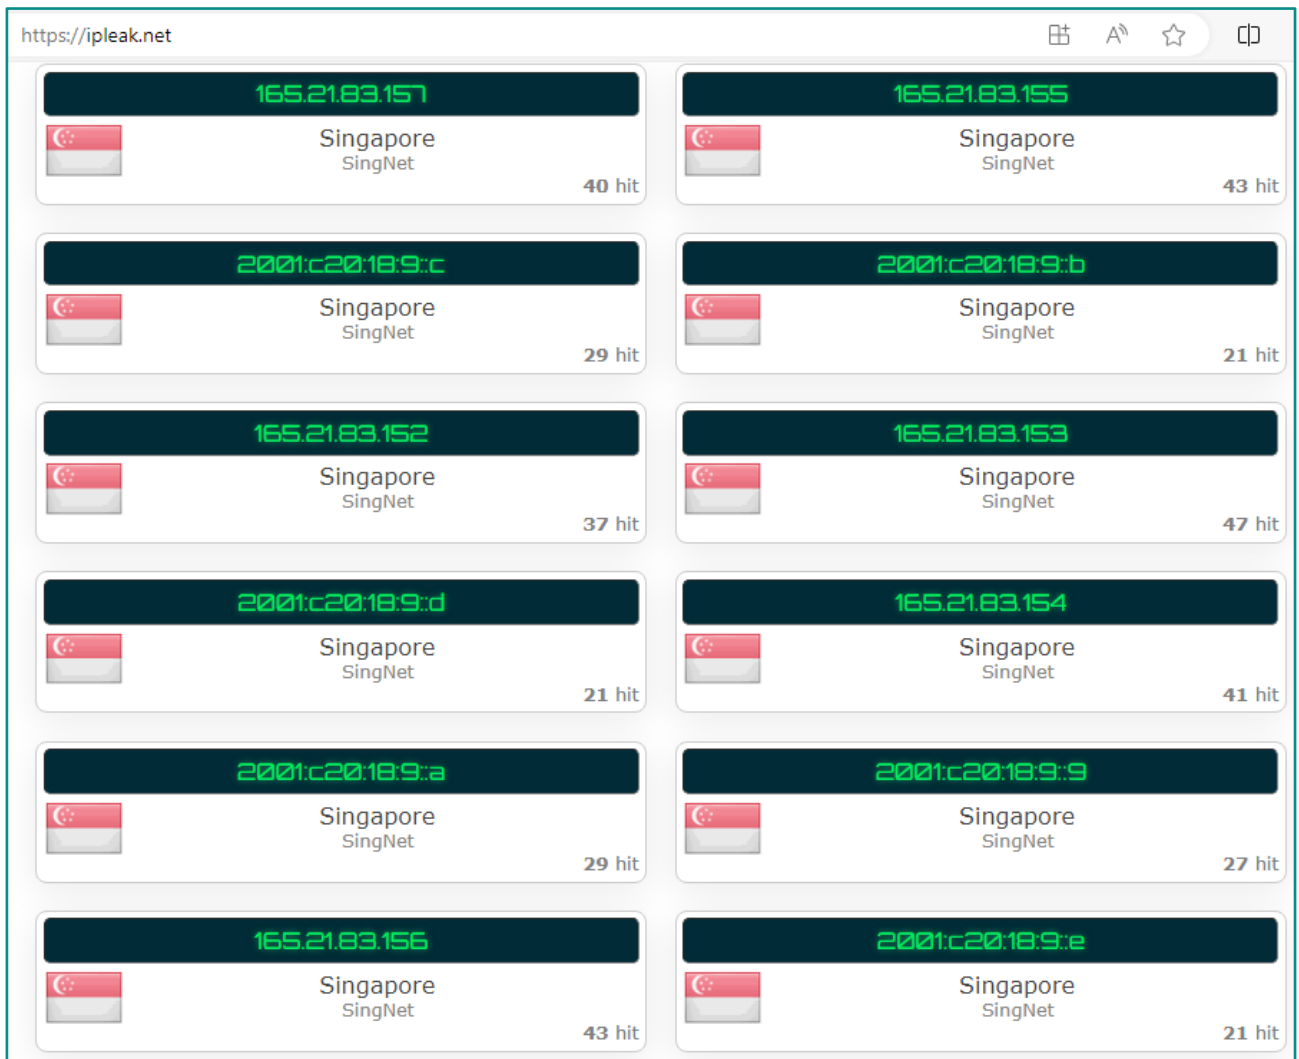 https://ipleak.net
165.21.83.157
Singapore
SingNet
40 hit
165.21.83.155
Singapore
SingNet
43 hit
2001:c20:18:9::c
Singapore
SingNet
29 hit
2001:c20:18:9::b
Singapore
SingNet
21 hit
165.21.83.152
Singapore
SingNet
37 hit
165.21.83.153
Singapore
SingNet
47 hit
2001:c20:18:9::d
Singapore
SingNet
21 hit
165.21.83.154
Singapore
SingNet
41 hit
2001:c20:18:9::a
Singapore
SingNet
29 hit
2001:c20:18:9::9
Singapore
SingNet
27 hit
165.21.83.156
Singapore
SingNet
43 hit
2001:c20:18:9::e
Singapore
SingNet
21 hit